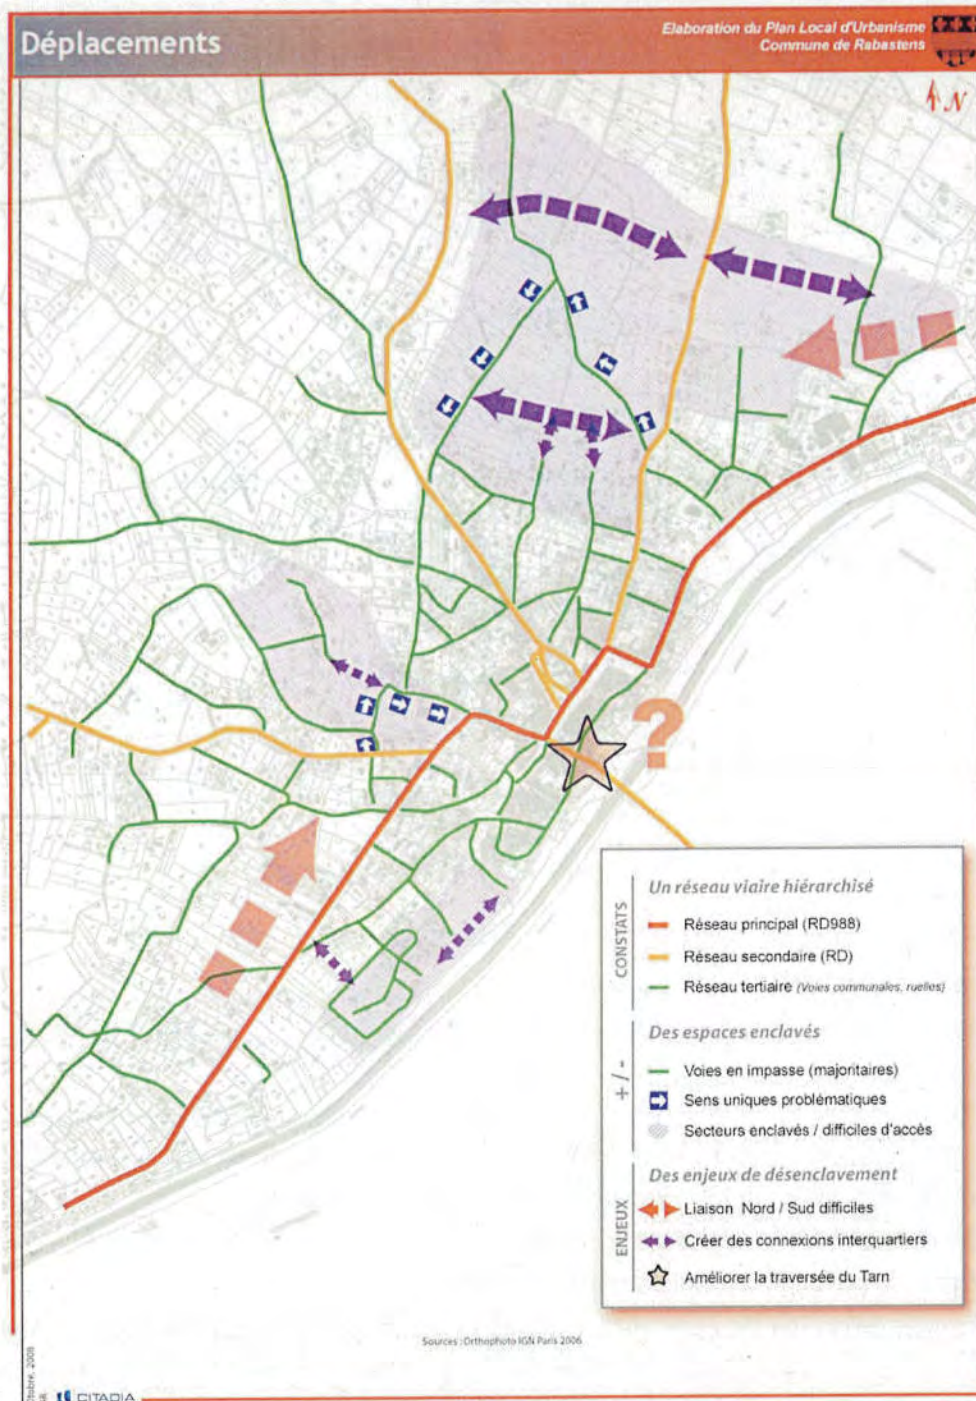 Déplacements
Elaboration du Plan Local d'Urbanisme
Commune de Rabastens
N
?
CONSTATS
Un réseau viaire hiérarchisé
Réseau principal (RD988)
Réseau secondaire (RD)
Réseau tertiaire (Voies communales, ruelles)
+ / -
Des espaces enclavés
Voies en impasse (majoritaires)
Sens uniques problématiques
Secteurs enclavés / difficiles d'accès
ENJEUX
Des enjeux de désenclavement
Liaison Nord / Sud difficiles
Créer des connexions interquartiers
Améliorer la traversée du Tarn
Sources : Orthophoto IGN Paris 2006
CITADIA